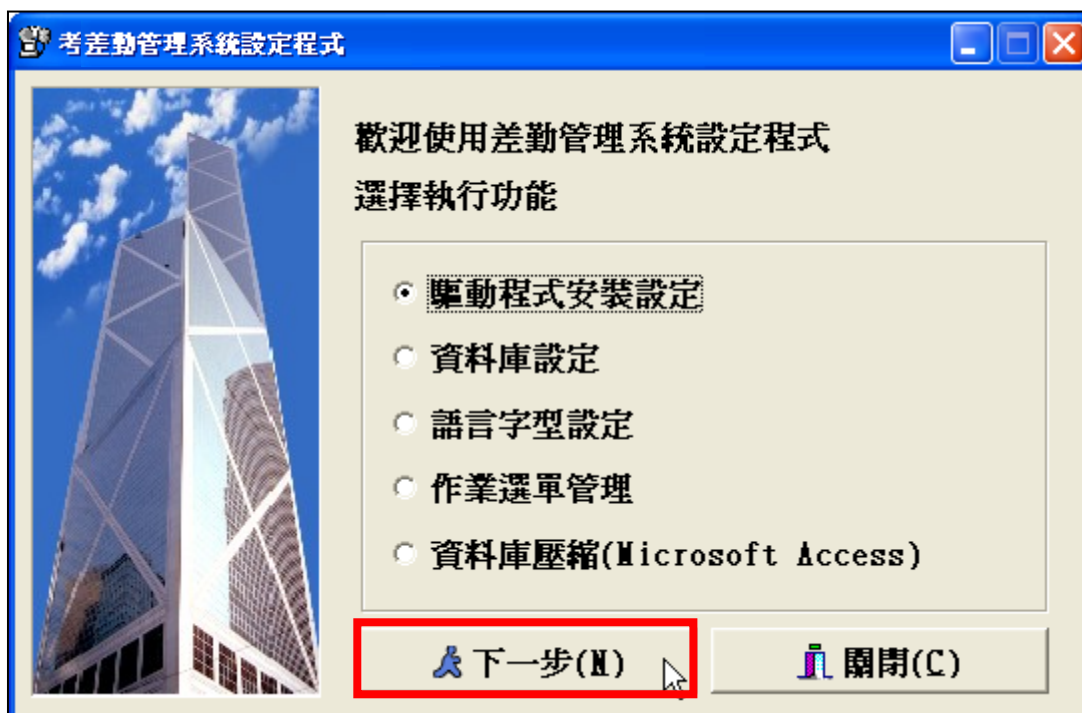 考差勤管理系統設定程式
歡迎使用差勤管理系統設定程式
選擇執行功能
驅動程式安裝設定
資料庫設定
語言字型設定
作業選單管理
資料庫壓縮(Microsoft Access)
下一步(N)
關閉(C)